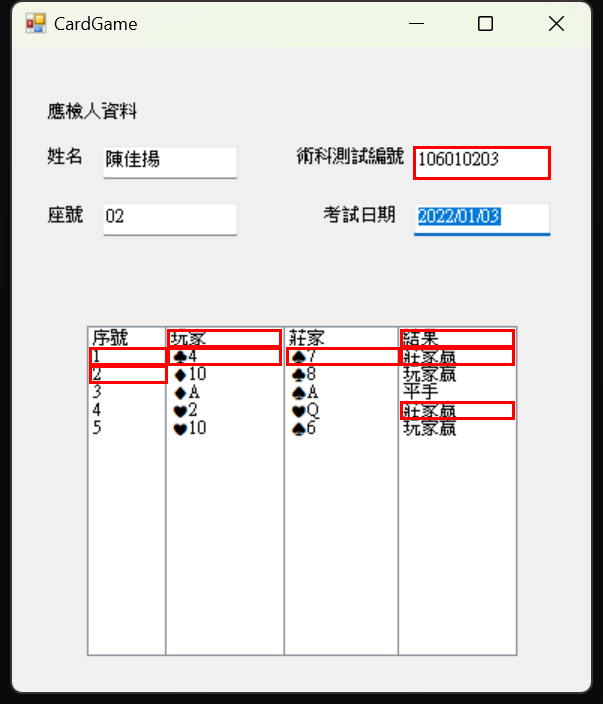 CardGame
應檢人資料
姓名 陳佳揚 術科測試編號 106010203
座號 02 考試日期 2022/01/03
序號 玩家 莊家 結果
1 ♣4 ♠7 莊家贏
2 ♦10 ♠8 玩家贏
3 ♦A ♠A 平手
4 ♥2 ♥Q 莊家贏
5 ♥10 ♠6 玩家贏